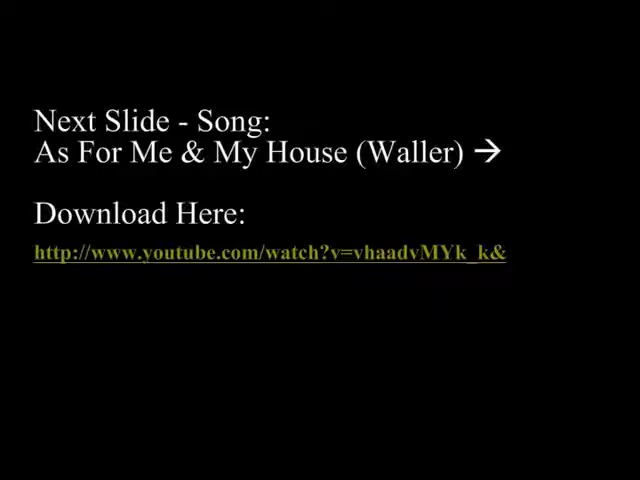 Next Slide - Song:
As For Me & My House (Waller) →
Download Here:
http://www.youtube.com/watch?v=vhaadvMYk_k&